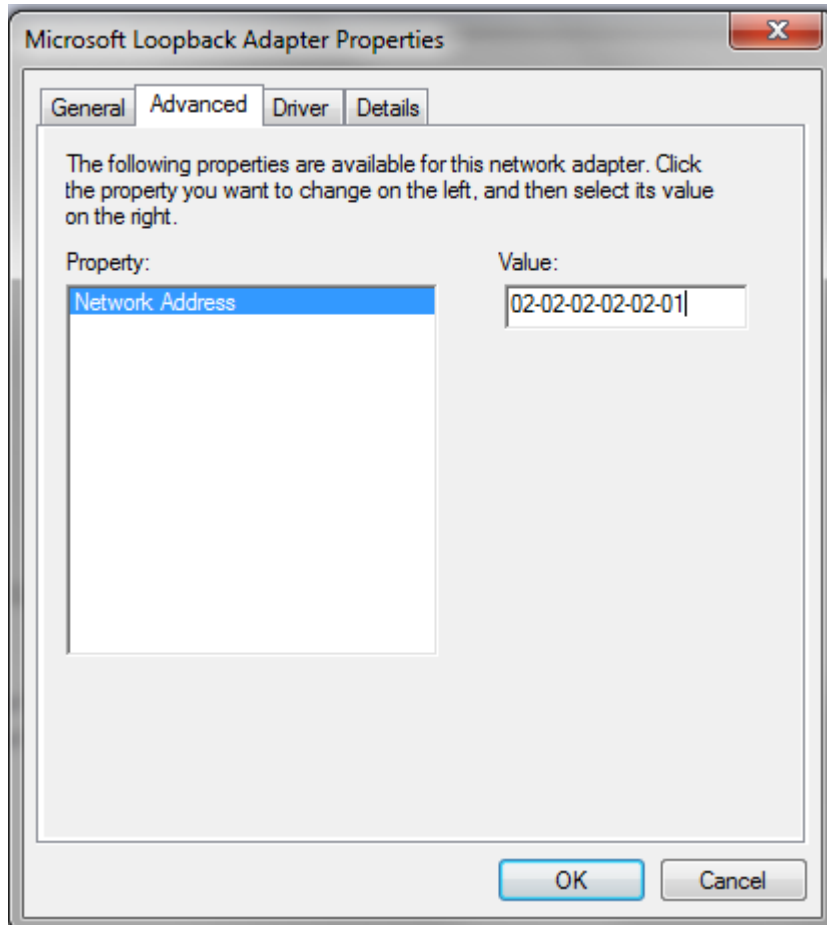 Microsoft Loopback Adapter Properties
General Advanced Driver Details
The following properties are available for this network adapter. Click
the property you want to change on the left, and then select its value
on the right.
Property: Value:
Network Address 02-02-02-02-02-01
OK Cancel